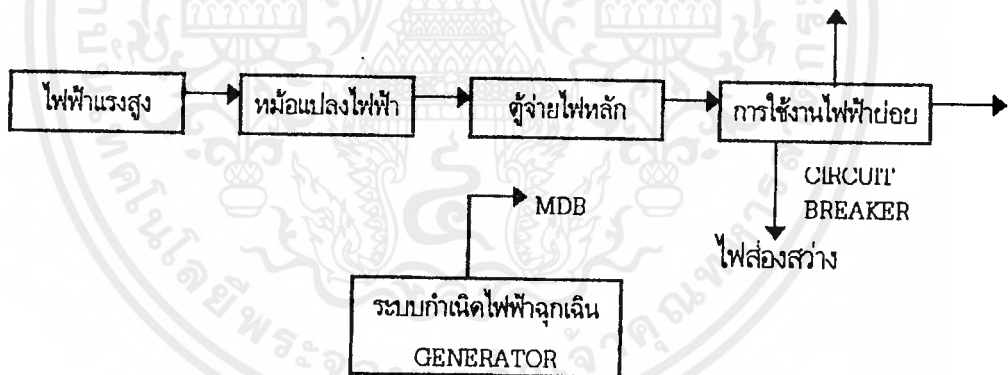 ไฟฟ้าแรงสูง
หม้อแปลงไฟฟ้า
ตู้จ่ายไฟหลัก
การใช้งานไฟฟ้าย่อย
CIRCUIT
BREAKER
MDB
ไฟส่องสว่าง
ระบบกำเนิดไฟฟ้าฉุกเฉิน
GENERATOR